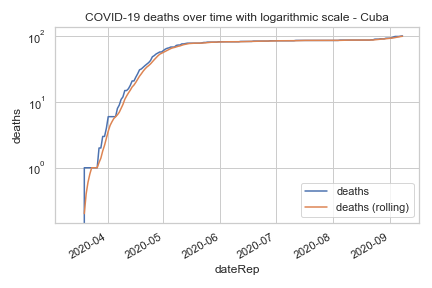 COVID-19 deaths over time with logarithmic scale - Cuba
10²
10¹
10⁰
deaths
deaths
deaths (rolling)
2020-04
2020-05
2020-06
2020-07
2020-08
2020-09
dateRep